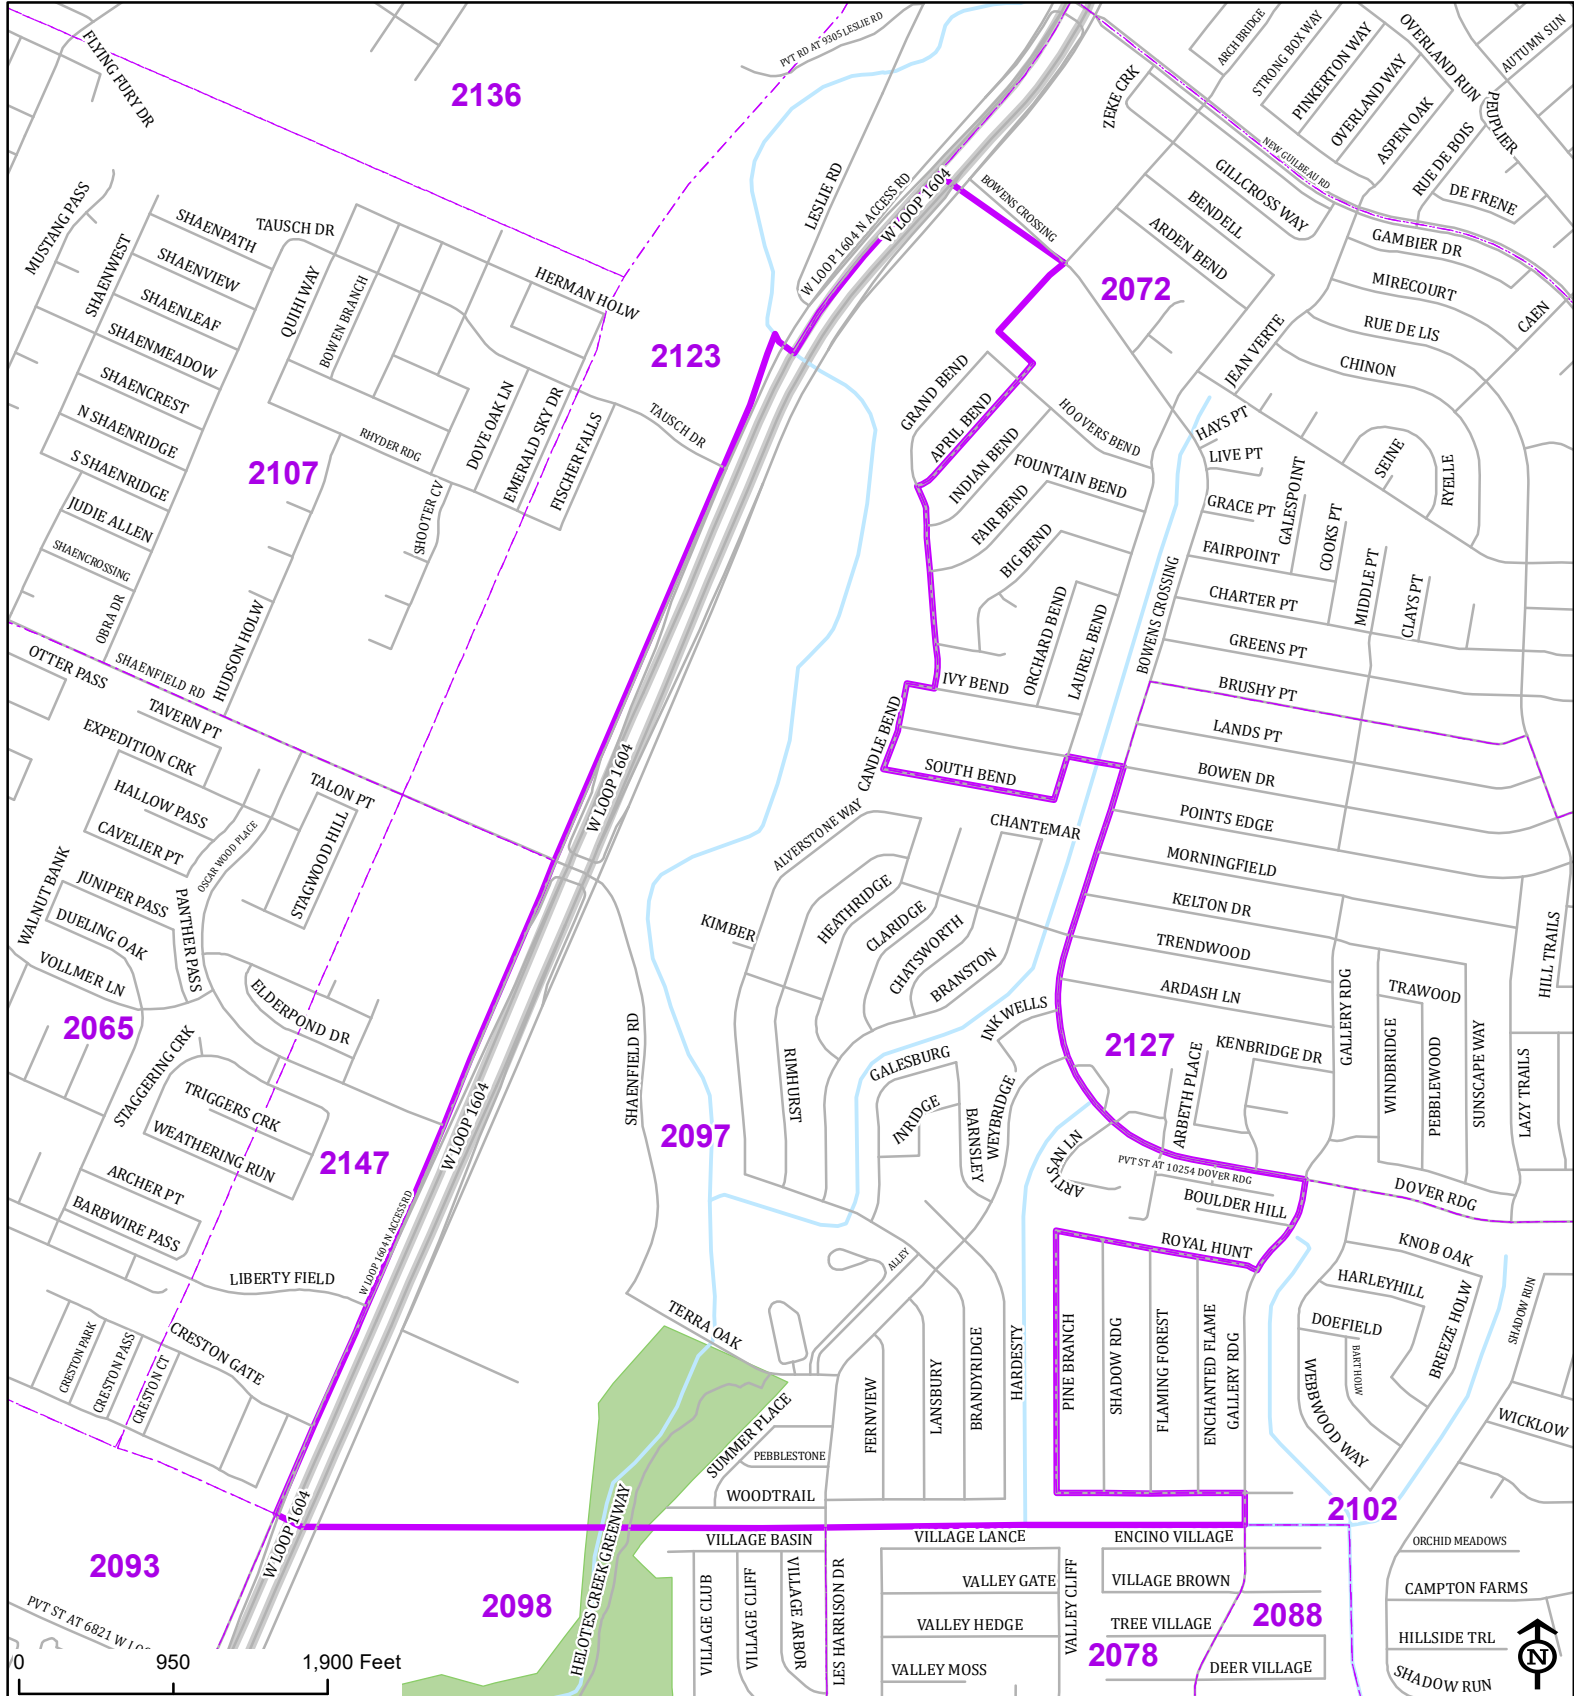 FLYING FURY DR
2136
PVT RD AT 9305 LESLIE RD
ARCH BRIDGE
STRONG BOX WAY
PINKERTON WAY
OVERLAND WAY
OVERLAND RUN
AUTUMN SUN
PEUPLIER
ASPEN OAK
RUE DE BOIS
DE FRENE
ZEKE CRK
NEW GUILBEAU RD
GILLCROSS WAY
BENDELL
ARDEN BEND
GAMBIER DR
MIRECOURT
RUE DE LIS
CHINON
CAEN
JEAN VERTE
MUSTANG PASS
SHAENWEST
SHAENPATH
SHAENVIEW
SHAENLEAF
SHAENMEADOW
SHAENCREST
N SHAENRIDGE
S SHAENRIDGE
JUDIE ALLEN
SHAENCROSSING
OBRA DR
TAUSCH DR
QUIHI WAY
BOWEN BRANCH
HERMAN HOLW
LESLIE RD
W LOOP 1604 N ACCESS RD
W LOOP 1604
BOWENS CROSSING
2072
2123
TAUSCH DR
2107
RHYDER RDG
DOVE OAK LN
EMERALD SKY DR
FISCHER FALLS
SHOOTER CV
HUDSON HOLW
GRAND BEND
APRIL BEND
INDIAN BEND
HOOVERS BEND
FOUNTAIN BEND
FAIR BEND
BIG BEND
ORCHARD BEND
LAUREL BEND
IVY BEND
CANDLE BEND
SOUTH BEND
BOWENS CROSSING
HAYS PT
LIVE PT
GRACE PT
GALESPOINT
COOKS PT
FAIRPOINT
MIDDLE PT
CLAYS PT
CHARTER PT
GREENS PT
BRUSHY PT
LANDS PT
BOWEN DR
POINTS EDGE
MORNINGFIELD
KELTON DR
TRENDWOOD
ARDASH LN
SEINE
RYELLE
OTTER PASS
SHAENFIELD RD
TAVERN PT
EXPEDITION CRK
HALLOW PASS
CAVELIER PT
OSCAR WOOD PLACE
TALON PT
STAGWOOD HILL
W LOOP 1604
WALNUT BANK
JUNIPER PASS
DUELING OAK
VOLLMER LN
PANTHER PASS
ELDERPOND DR
2065
STAGGERING CRK
TRIGGERS CRK
WEATHERING RUN
ARCHER PT
BARBWIRE PASS
2147
LIBERTY FIELD
W LOOP 1604 N ACCESS RD
W LOOP 1604
ALVERSTONE WAY
CHANTEMAR
KIMBER
HEATHRIDGE
CLARIDGE
CHATSWORTH
BRANSTON
INK WELLS
GALESBURG
RIMHURST
INRIDGE
BARNSLEY
WEYBRIDGE
SHAENFIELD RD
2097
2127
KENBRIDGE DR
ARBETH PLACE
GALLERY RDG
TRAWOOD
WINDBRIDGE
PEBBLEWOOD
SUNSCAPE WAY
LAZY TRAILS
HILL TRAILS
ARTISAN LN
PVT ST AT 10254 DOVER RDG
BOULDER HILL
DOVER RDG
ROYAL HUNT
KNOB OAK
HARLEYHILL
DOEFIELD
BARTHOLW
BREEZE HOLW
WEBBWOOD WAY
SHADOW RUN
WICKLOW
ALLEY
TERRA OAK
CRESTON PARK
CRESTON PASS
CRESTON CT
CRESTON GATE
SUMMER PLACE
PEBBLESTONE
WOODTRAIL
FERNVIEW
LANSBURY
BRANDYRIDGE
HARDESTY
PINE BRANCH
SHADOW RDG
FLAMING FOREST
ENCHANTED FLAME
GALLERY RDG
2102
W LOOP 1604
HELOTES CREEK GREENWAY
VILLAGE BASIN
VILLAGE LANCE
ENCINO VILLAGE
ORCHID MEADOWS
2093
PVT ST AT 6821 W LO
2098
VILLAGE CLUB
VILLAGE CLIFF
VILLAGE ARBOR
LES HARRISON DR
VALLEY GATE
VALLEY HEDGE
VALLEY MOSS
VALLEY CLIFF
VILLAGE BROWN
TREE VILLAGE
2078
2088
DEER VILLAGE
CAMPTON FARMS
HILLSIDE TRL
SHADOW RUN
0 950 1,900 Feet
N